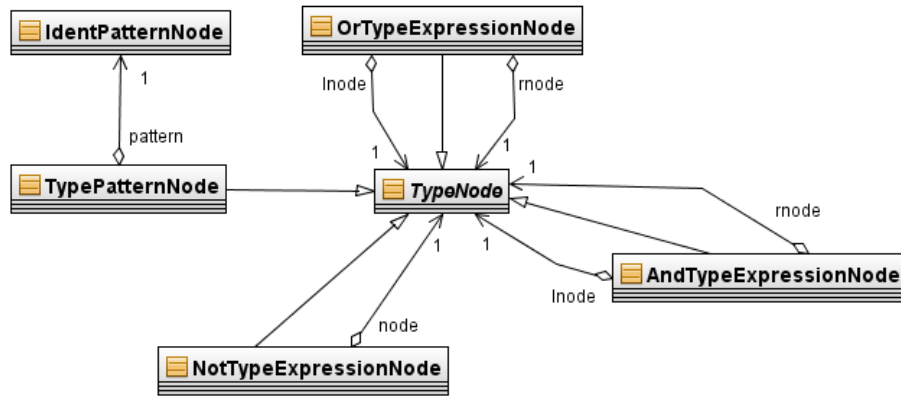 IdentPatternNode
OrTypeExpressionNode
lnode
rnode
1
pattern
1
1
TypePatternNode
TypeNode
1
1
1
rnode
AndTypeExpressionNode
lnode
node
NotTypeExpressionNode